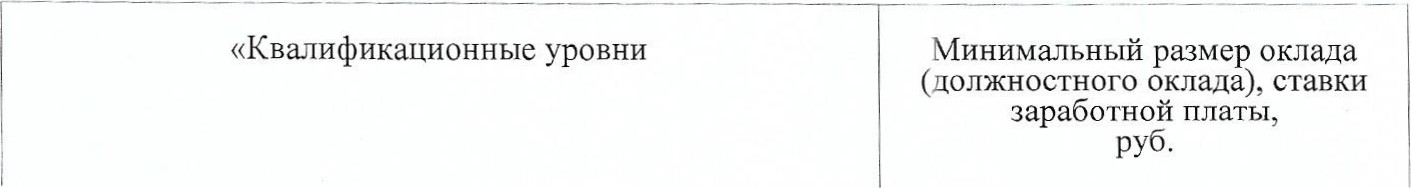 «Квалификационные уровни
Минимальный размер оклада
(должностного оклада), ставки
заработной платы,
руб.